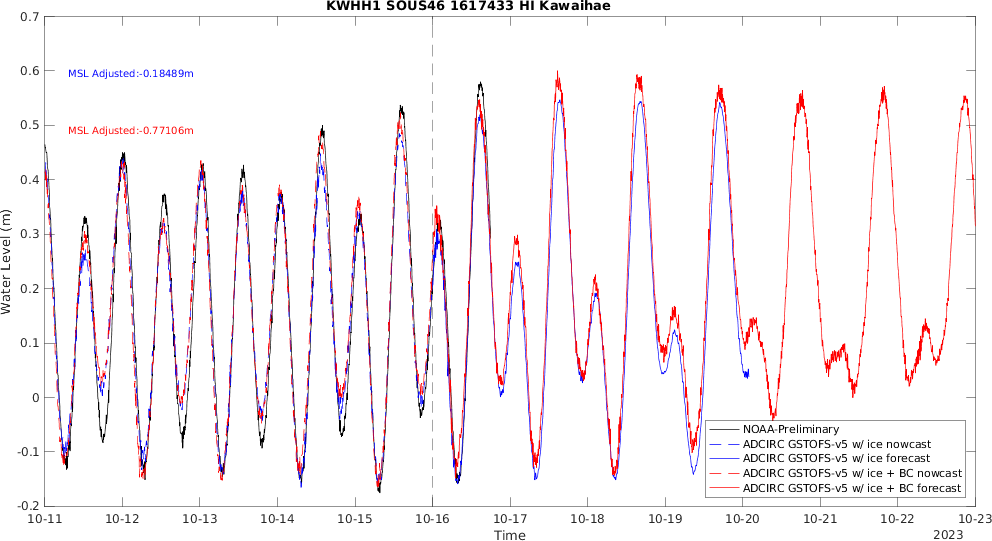 KWHH1 SOUS46 1617433 HI Kawaihae
0.7
0.6
0.5
0.4
0.3
0.2
0.1
0
-0.1
-0.2
Water Level (m)
MSL Adjusted:-0.18489m
MSL Adjusted:-0.77106m
NOAA-Preliminary
ADCIRC GSTOFS-v5 w/ ice nowcast
ADCIRC GSTOFS-v5 w/ ice forecast
ADCIRC GSTOFS-v5 w/ ice + BC nowcast
ADCIRC GSTOFS-v5 w/ ice + BC forecast
10-11 10-12 10-13 10-14 10-15 10-16 10-17 10-18 10-19 10-20 10-21 10-22 10-23
Time
2023